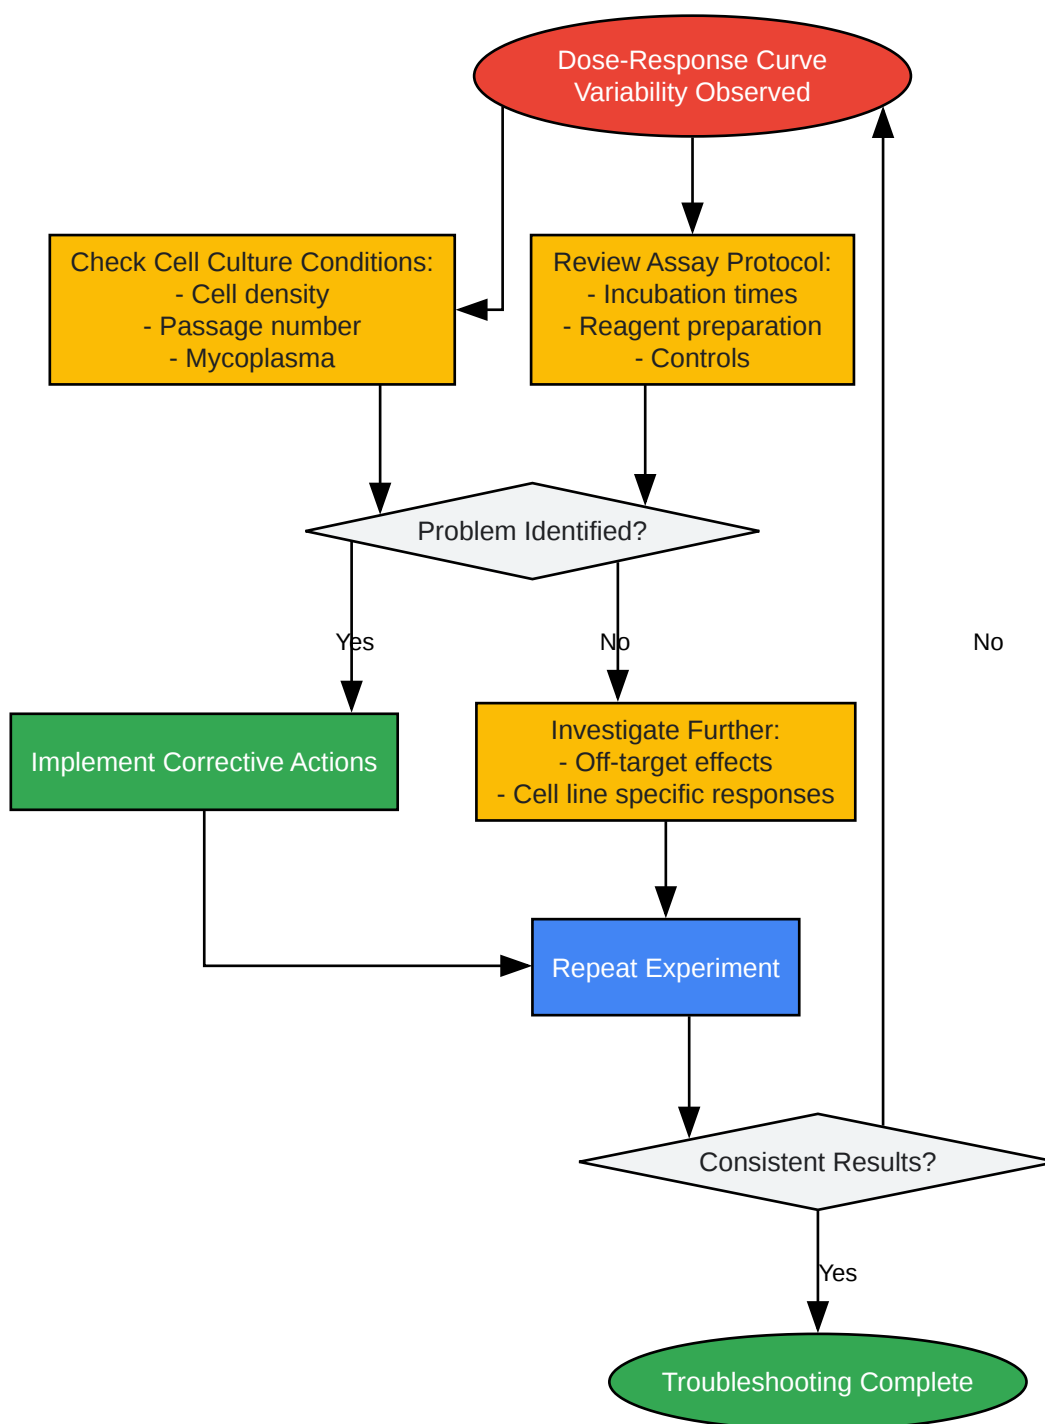 Dose-Response Curve
Variability Observed
Check Cell Culture Conditions:
- Cell density
- Passage number
- Mycoplasma
Review Assay Protocol:
- Incubation times
- Reagent preparation
- Controls
Problem Identified?
Yes
No
No
Implement Corrective Actions
Investigate Further:
- Off-target effects
- Cell line specific responses
Repeat Experiment
Consistent Results?
Yes
Troubleshooting Complete